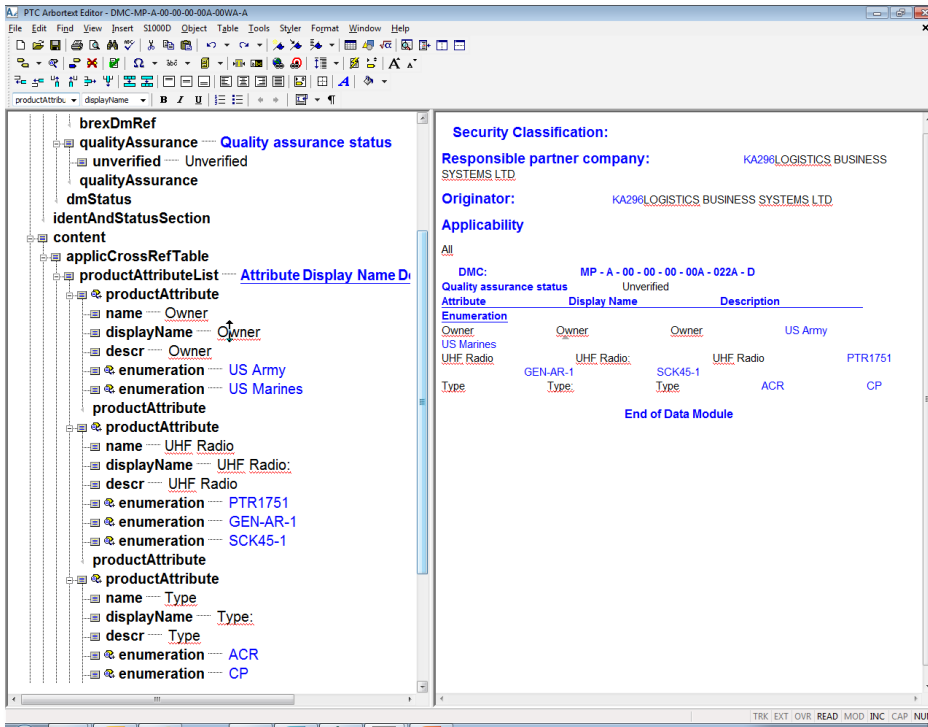 PTC Arbortext Editor - DMC-MP-A-00-00-00-00A-00WA-A
File Edit Find View Insert S1000D Object Table Tools Styler Format Window Help
productAttribu displayName B I U
brexDmRef
qualityAssurance Quality assurance status
unverified Unverified
qualityAssurance
dmStatus
identAndStatusSection
content
applicCrossRefTable
productAttributeList Attribute Display Name De
productAttribute
name Owner
displayName Owner
descr Owner
enumeration US Army
enumeration US Marines
productAttribute
productAttribute
name UHF Radio
displayName UHF Radio:
descr UHF Radio
enumeration PTR1751
enumeration GEN-AR-1
enumeration SCK45-1
productAttribute
productAttribute
name Type
displayName Type:
descr Type
enumeration ACR
enumeration CP
Security Classification:
Responsible partner company: KA296LOGISTICS BUSINESS
SYSTEMS LTD
Originator: KA296LOGISTICS BUSINESS SYSTEMS LTD
Applicability
All
DMC: MP - A - 00 - 00 - 00 - 00A - 022A - D
Quality assurance status Unverified
Attribute Display Name Description
Enumeration
Owner Owner Owner US Army
US Marines
UHF Radio UHF Radio: UHF Radio PTR1751
GEN-AR-1 SCK45-1
Type Type: Type ACR CP
End of Data Module
TRK EXT OVR READ MOD INC CAP NUM